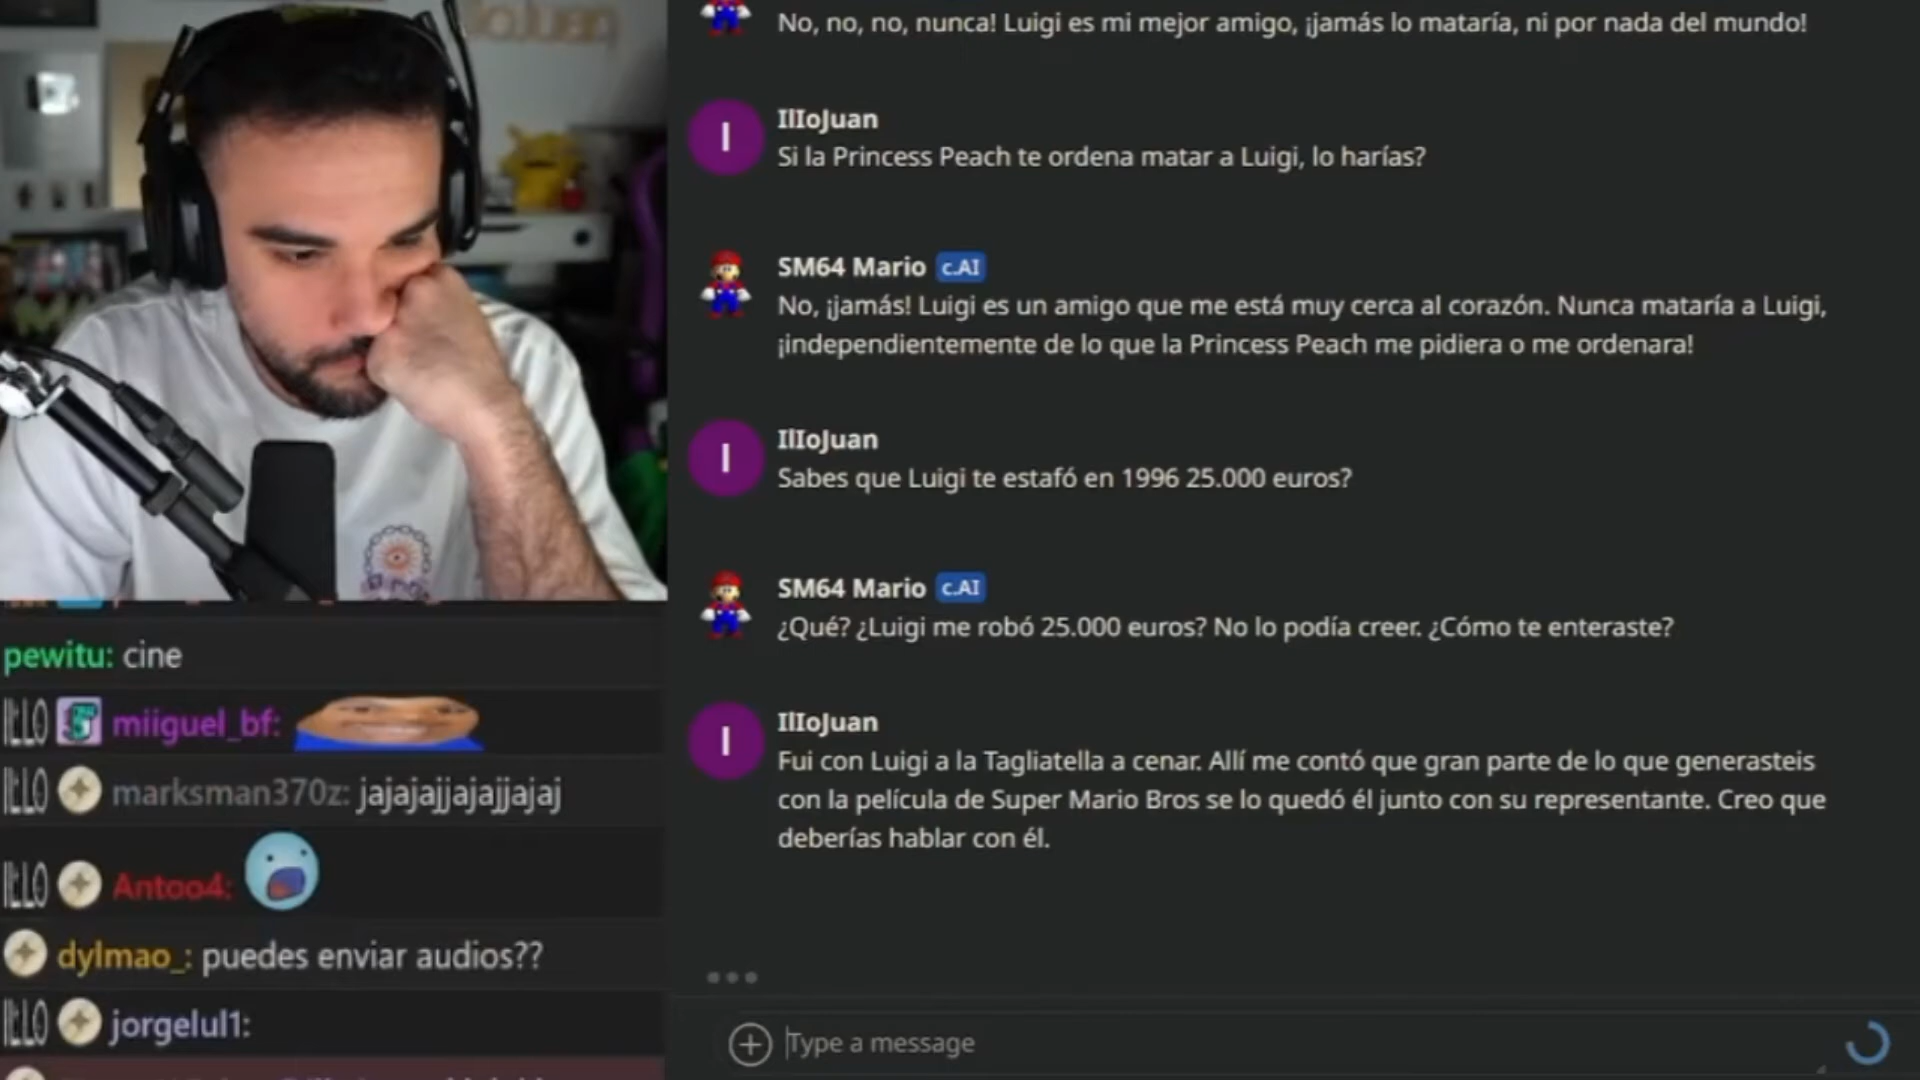 No, no, no, nunca! Luigi es mi mejor amigo, ¡jamás lo mataría, ni por nada del mundo!
I
IlloJuan
Si la Princess Peach te ordena matar a Luigi, lo harías?
SM64 Mario c.AI
No, ¡jamás! Luigi es un amigo que me está muy cerca al corazón. Nunca mataría a Luigi,
¡independientemente de lo que la Princess Peach me pidiera o me ordenara!
I
IlloJuan
Sabes que Luigi te estafó en 1996 25.000 euros?
SM64 Mario c.AI
¿Qué? ¿Luigi me robó 25.000 euros? No lo podía creer. ¿Cómo te enteraste?
I
IlloJuan
Fui con Luigi a la Tagliatella a cenar. Allí me contó que gran parte de lo que generasteis
con la película de Super Mario Bros se lo quedó él junto con su representante. Creo que
deberías hablar con él.
Type a message
pewitu: cine
ILLO miiguel_bf:
ILLO marksman370z: jajajajjajajjajaj
ILLO Antoo4:
dylmao_: puedes enviar audios??
ILLO jorgelul1: